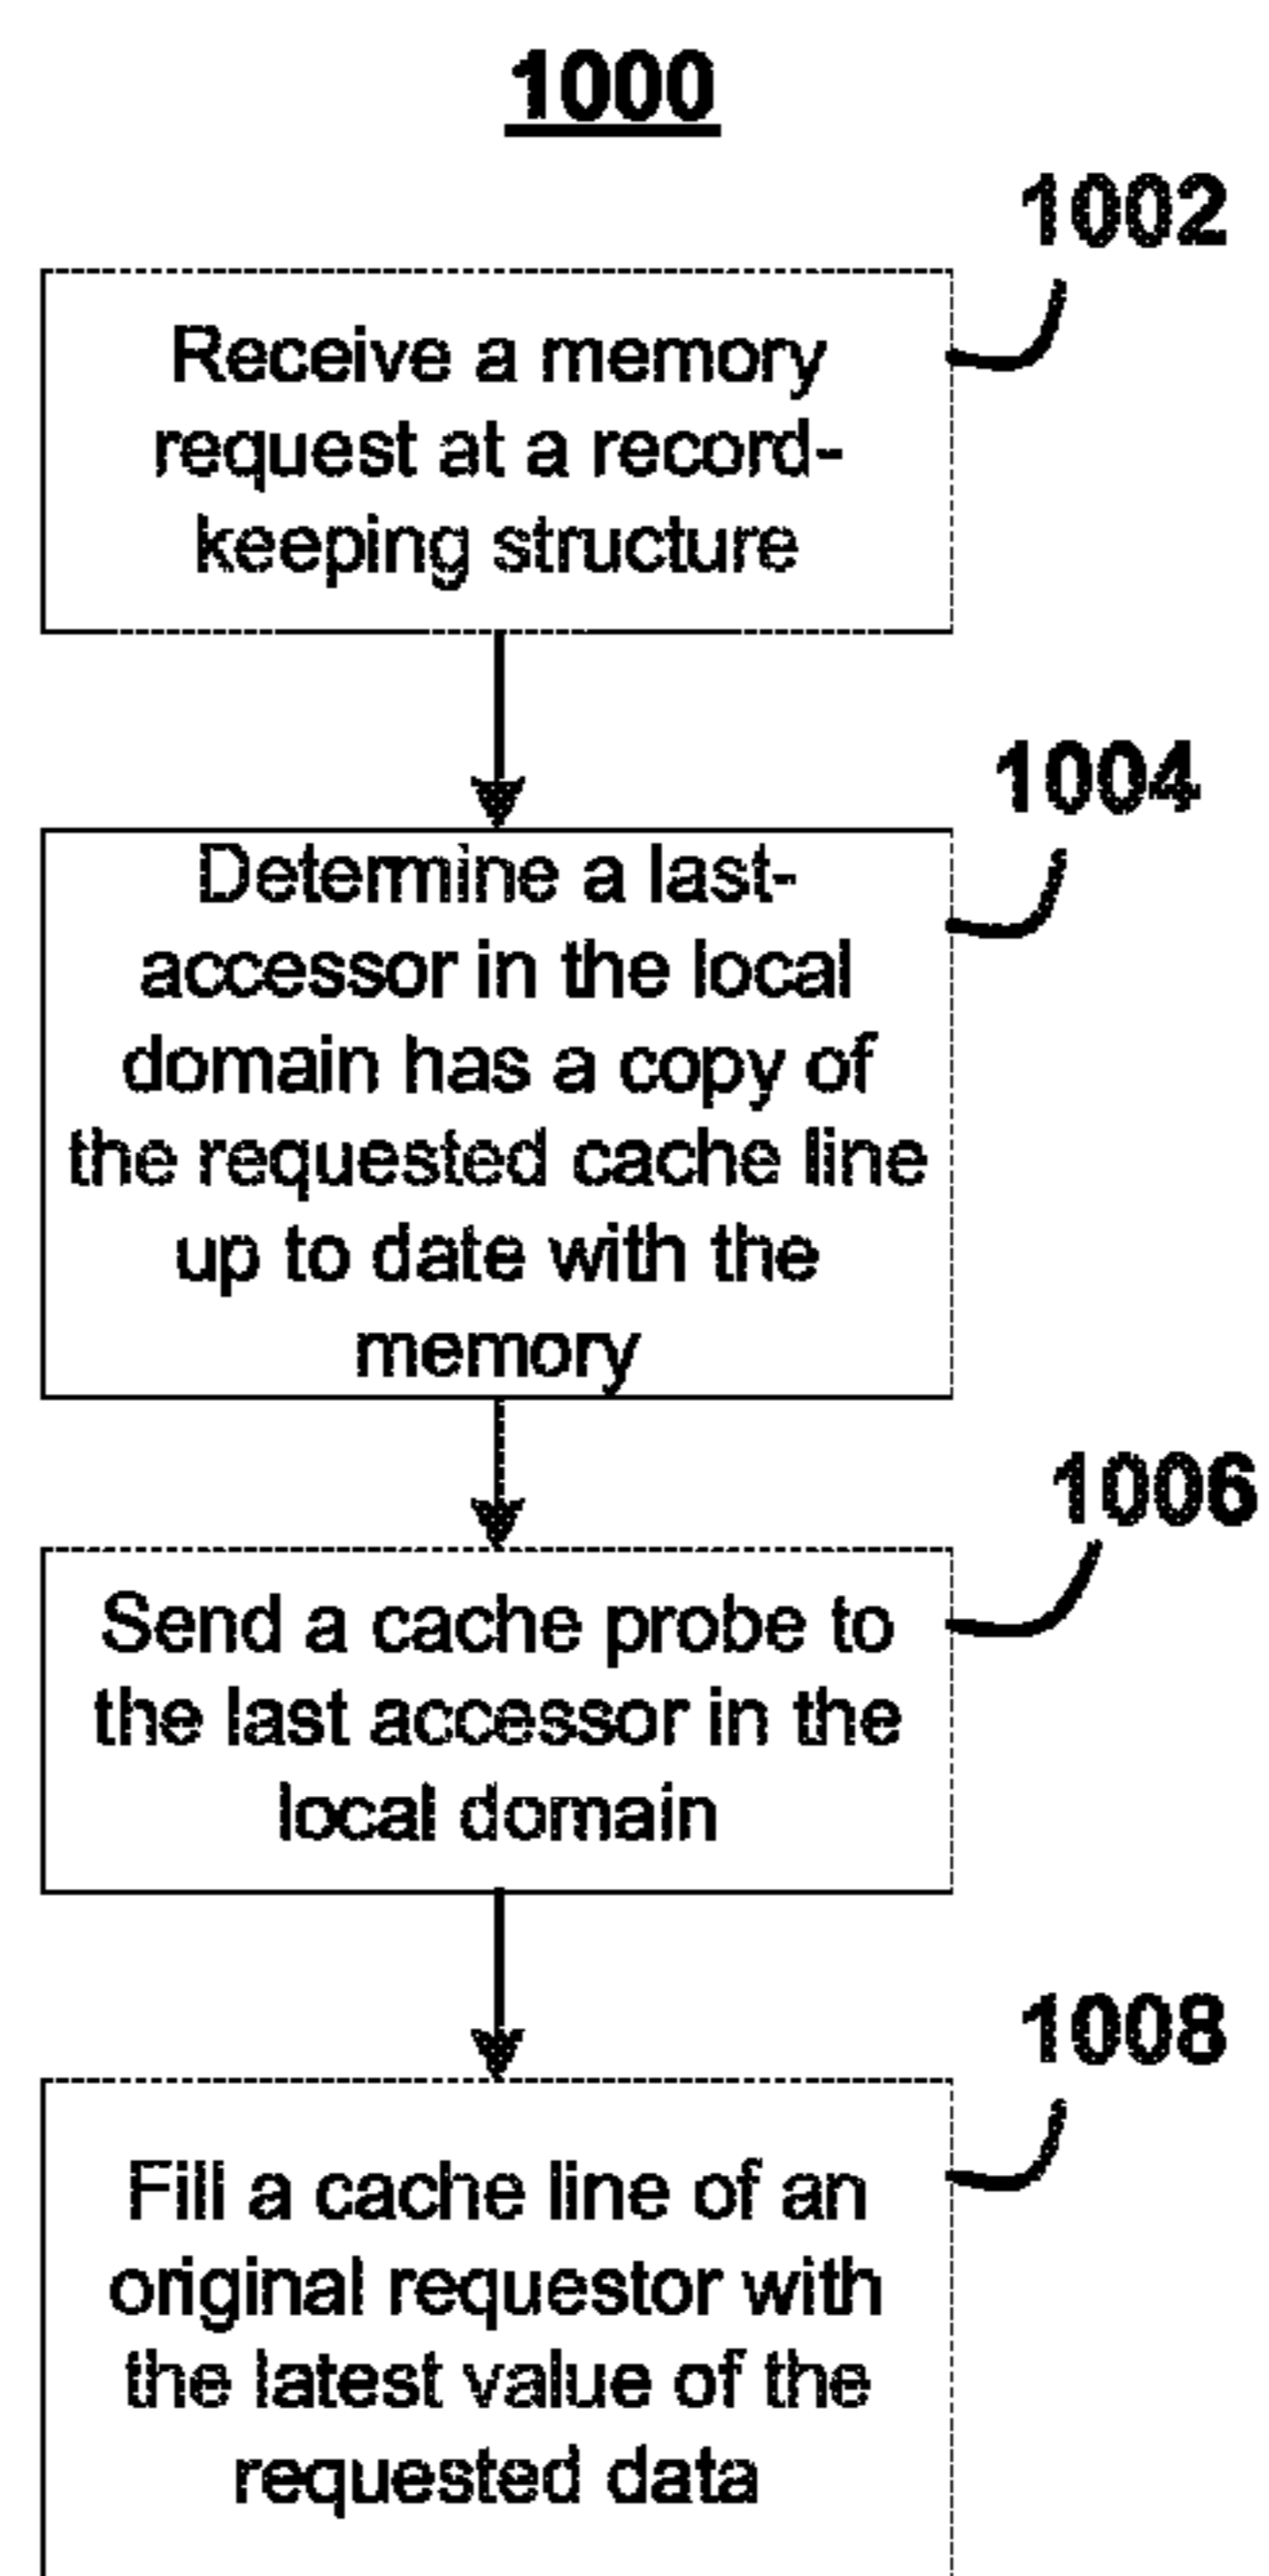 1000
1002
Receive a memory
request at a record-
keeping structure
1004
Determine a last-
accessor in the local
domain has a copy of
the requested cache line
up to date with the
memory
1006
Send a cache probe to
the last accessor in the
local domain
1008
Fill a cache line of an
original requestor with
the latest value of the
requested data